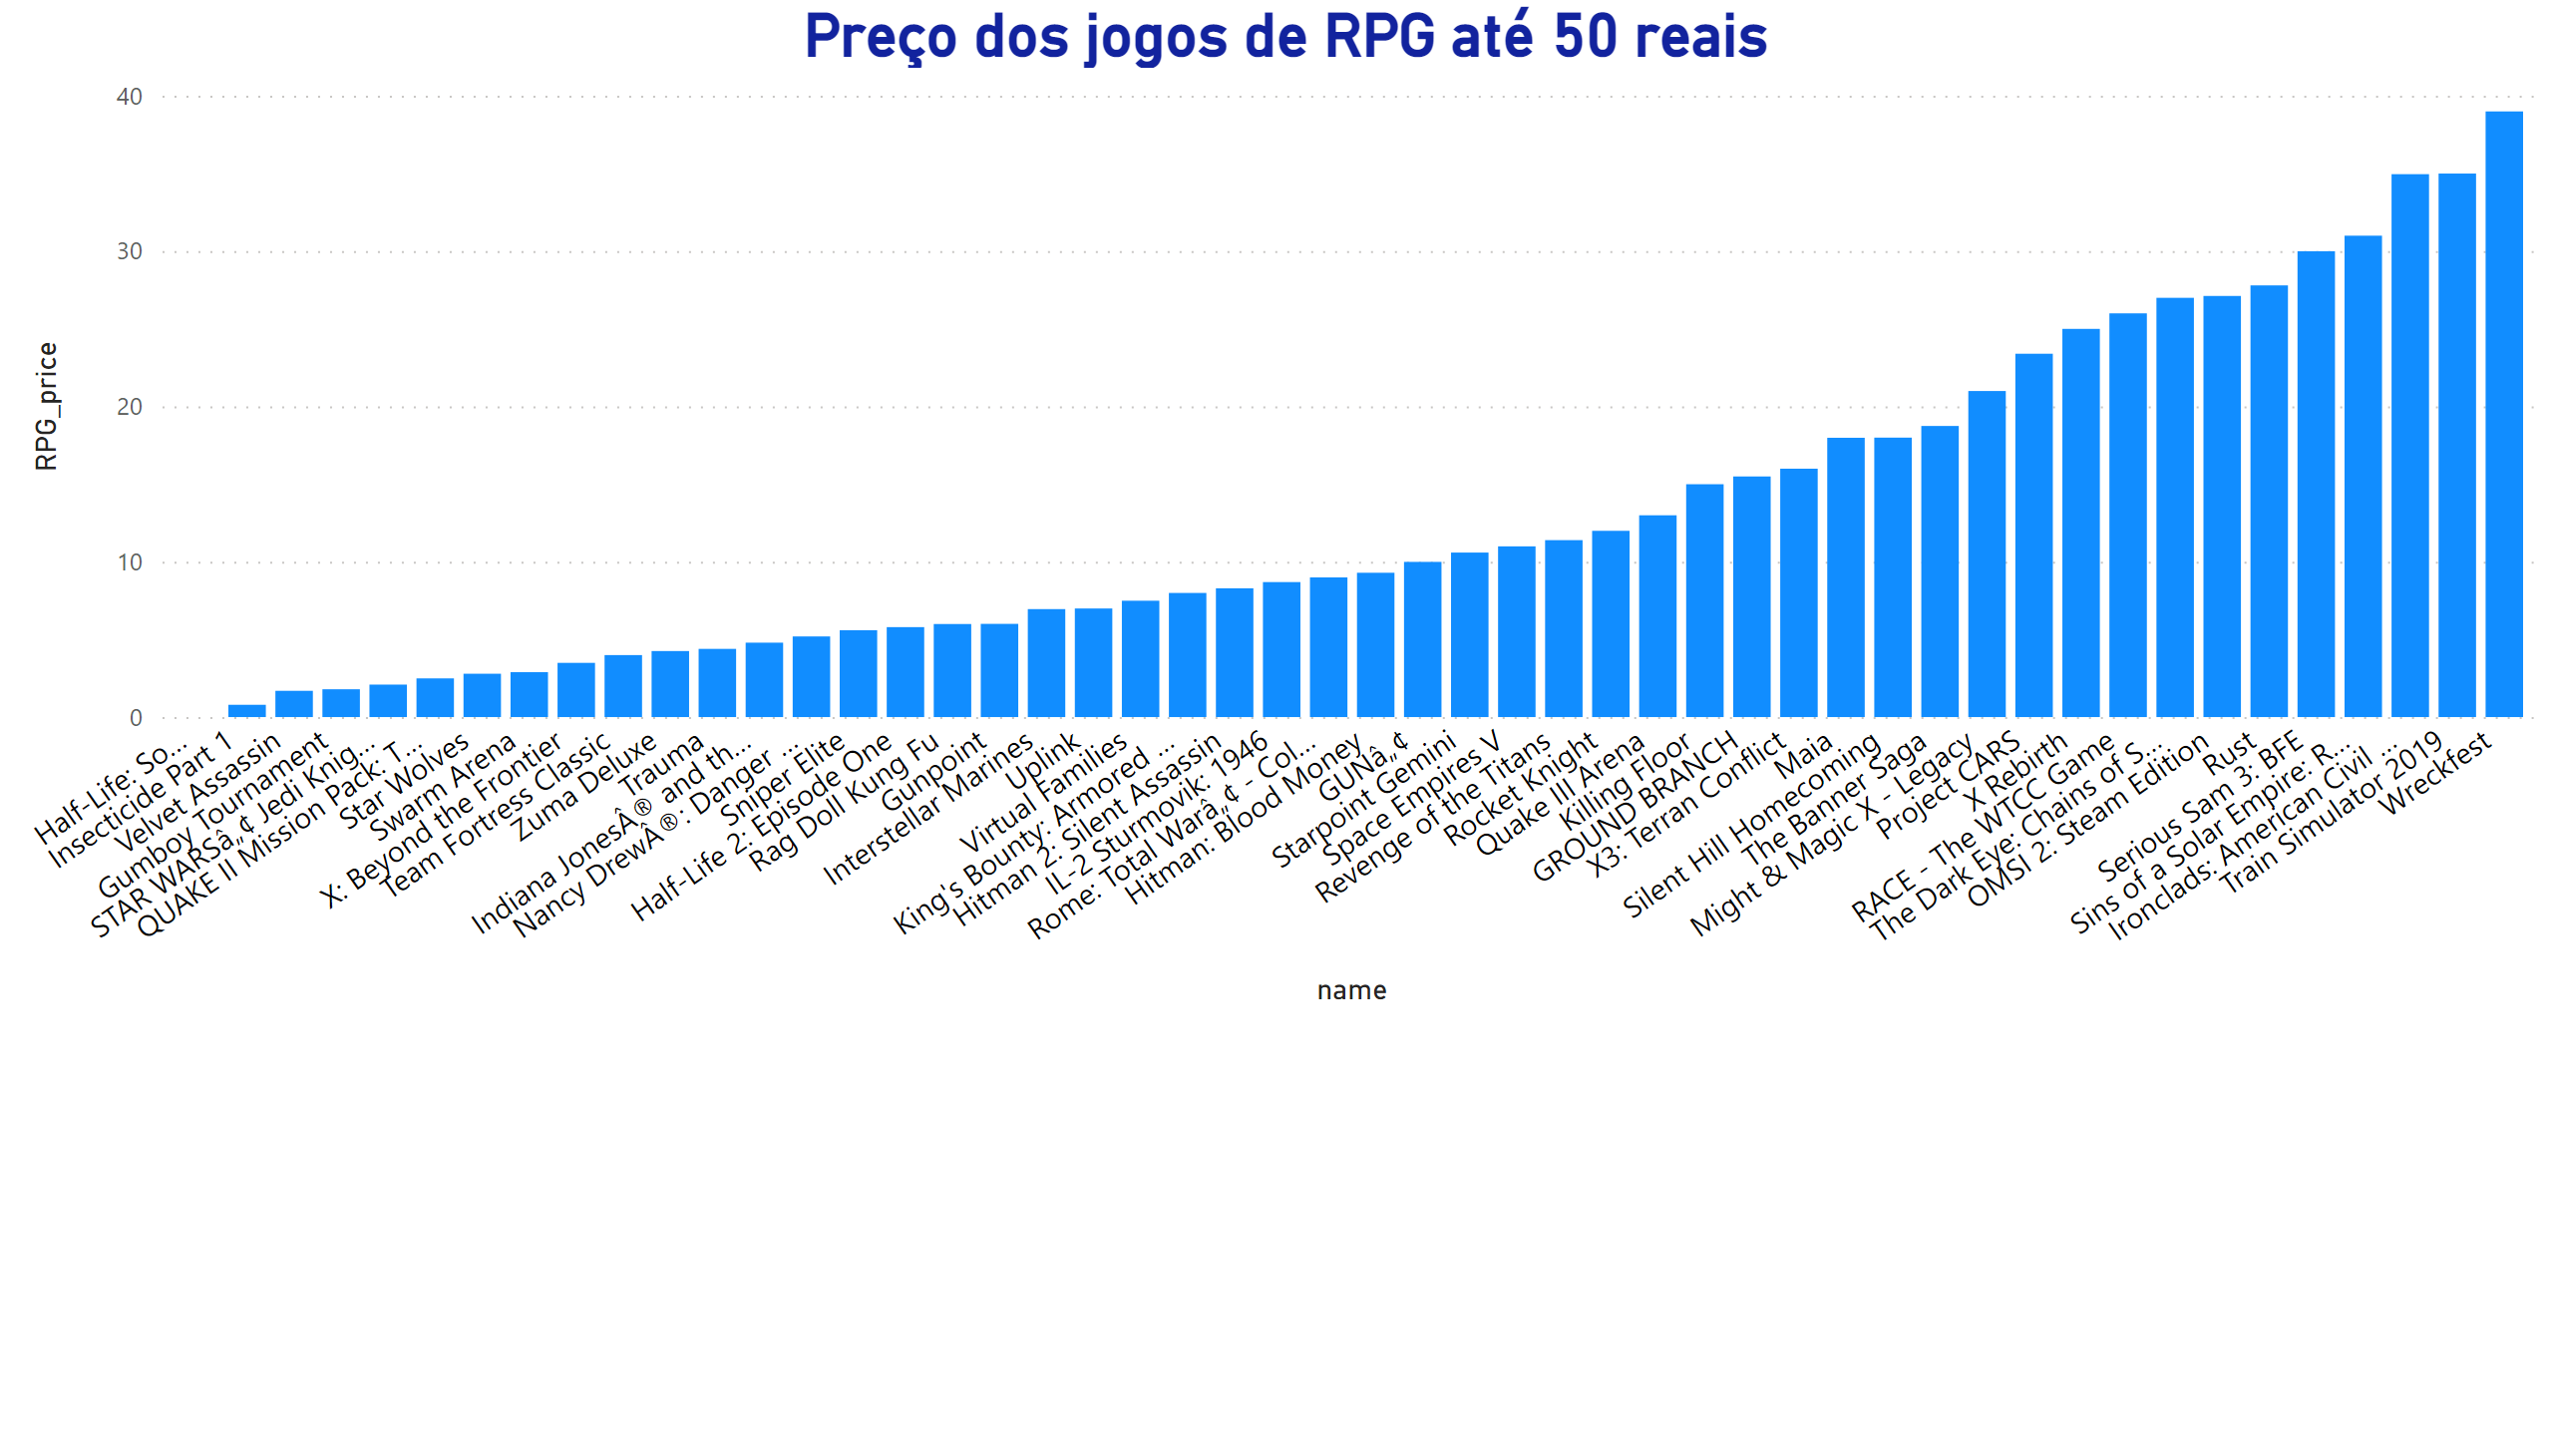 Preço dos jogos de RPG até 50 reais
40
30
20
10
0
RPG_price
Half-Life: So...
Insecticide Part 1
Velvet Assassin
Gumboy Tournament
STAR WARSâ„¢ Jedi Knig...
QUAKE II Mission Pack: T...
Star Wolves
Swarm Arena
X: Beyond the Frontier
Team Fortress Classic
Zuma Deluxe
Trauma
Indiana JonesÂ® and th...
Nancy DrewÂ®: Danger ...
Sniper Elite
Half-Life 2: Episode One
Rag Doll Kung Fu
Gunpoint
Interstellar Marines
Uplink
Virtual Families
King's Bounty: Armored ...
Hitman 2: Silent Assassin
IL-2 Sturmovik: 1946
Rome: Total Warâ„¢ - Col...
Hitman: Blood Money
GUNâ„¢
Starpoint Gemini
Space Empires V
Revenge of the Titans
Rocket Knight
Quake III Arena
Killing Floor
GROUND BRANCH
X3: Terran Conflict
Maia
Silent Hill Homecoming
The Banner Saga
Might & Magic X - Legacy
Project CARS
X Rebirth
RACE - The WTCC Game
The Dark Eye: Chains of S...
OMSI 2: Steam Edition
Rust
Serious Sam 3: BFE
Sins of a Solar Empire: R...
Ironclads: American Civil ...
Train Simulator 2019
Wreckfest
name